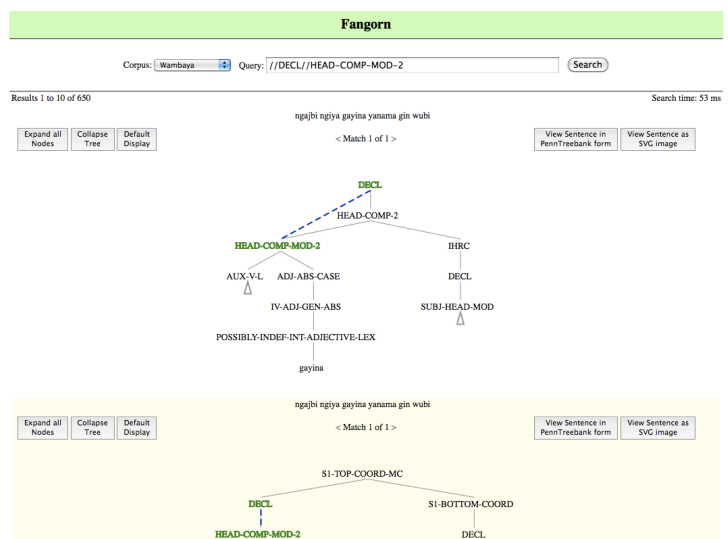 Fangorn
Corpus: Wambaya Query: //DECL//HEAD-COMP-MOD-2 Search
Results 1 to 10 of 650 Search time: 53 ms
ngajbi ngiya gayina yanama gin wubi
Expand all Nodes Collapse Tree Default Display < Match 1 of 1 > View Sentence in PennTreebank form View Sentence as SVG image
DECL
HEAD-COMP-2
HEAD-COMP-MOD-2 IHRC
AUX-V-L ADJ-ABS-CASE DECL
IV-ADJ-GEN-ABS SUBJ-HEAD-MOD
POSSIBLY-INDEF-INT-ADJECTIVE-LEX
gayina
ngajbi ngiya gayina yanama gin wubi
Expand all Nodes Collapse Tree Default Display < Match 1 of 1 > View Sentence in PennTreebank form View Sentence as SVG image
S1-TOP-COORD-MC
DECL S1-BOTTOM-COORD
HEAD-COMP-MOD-2 DECL